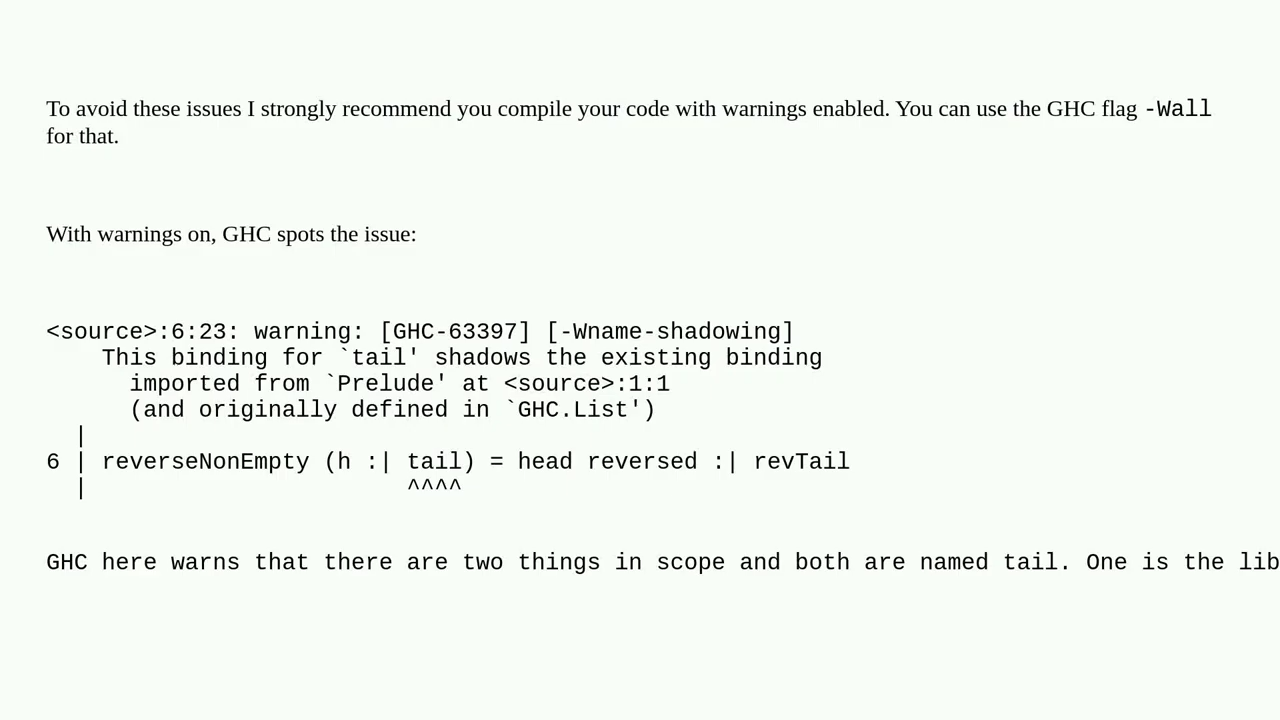 To avoid these issues I strongly recommend you compile your code with warnings enabled. You can use the GHC flag -Wall
for that.
With warnings on, GHC spots the issue:
<source>:6:23: warning: [GHC-63397] [-Wname-shadowing]
    This binding for `tail' shadows the existing binding
      imported from `Prelude' at <source>:1:1
      (and originally defined in `GHC.List')
  |
6 | reverseNonEmpty (h :| tail) = head reversed :| revTail
  |                       ^^^^
GHC here warns that there are two things in scope and both are named tail. One is the lib